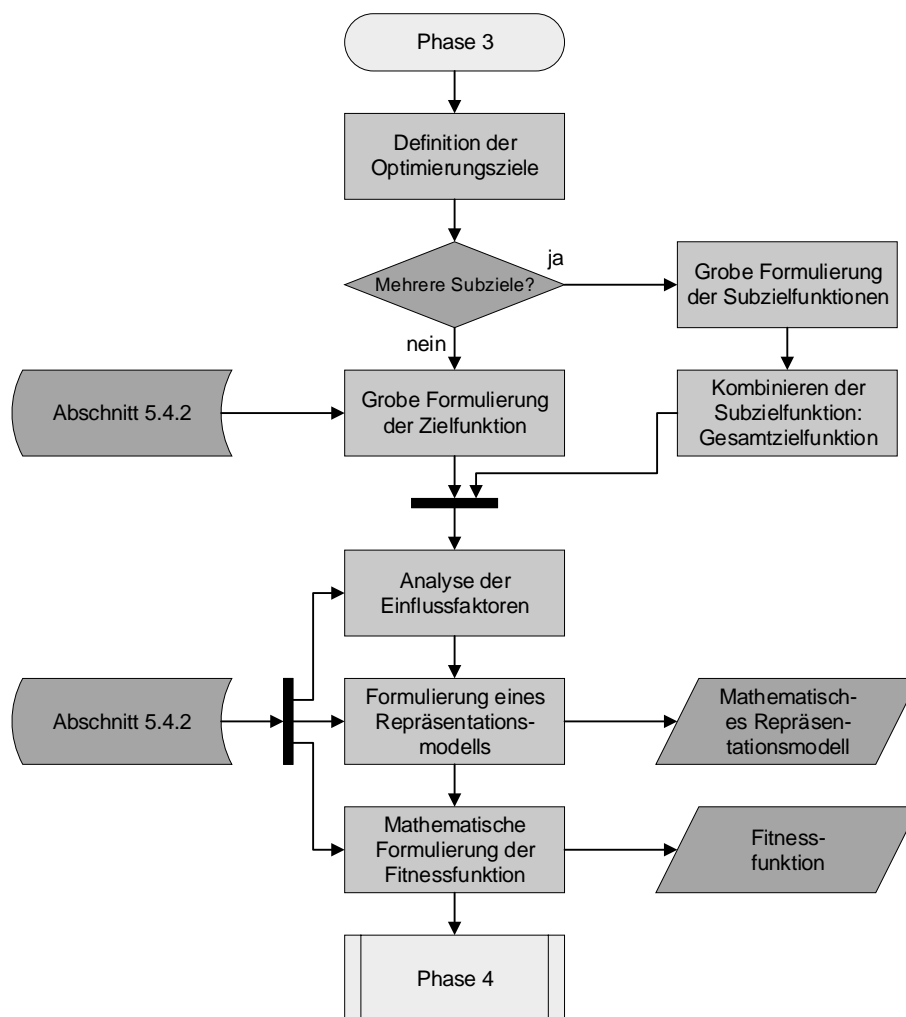 Phase 3
Definition der
Optimierungsziele
Mehrere Subziele?
ja
nein
Grobe Formulierung
der Subzielfunktionen
Abschnitt 5.4.2
Grobe Formulierung
der Zielfunktion
Kombinieren der
Subzielfunktion:
Gesamtzielfunktion
Analyse der
Einflussfaktoren
Abschnitt 5.4.2
Formulierung eines
Repräsentations-
modells
Mathematisch-
es Repräsen-
tationsmodell
Mathematische
Formulierung der
Fitnessfunktion
Fitness-
funktion
Phase 4